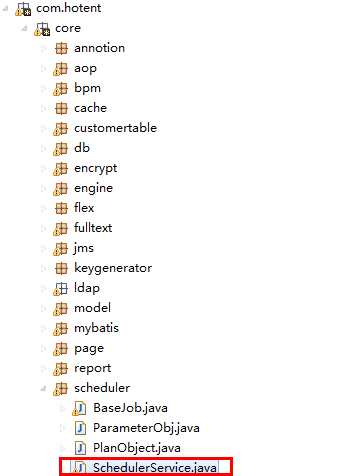 com.hotent
core
annotion
aop
bpm
cache
customertable
db
encrypt
engine
flex
fulltext
jms
keygenerator
ldap
model
mybatis
page
report
scheduler
BaseJob.java
ParameterObj.java
PlanObject.java
SchedulerService.java